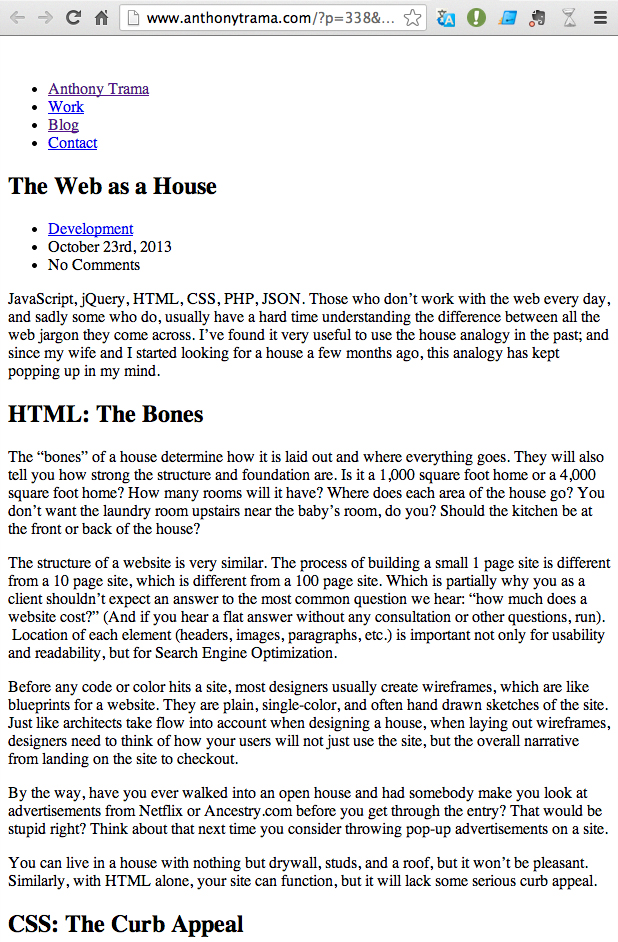 www.anthonytrama.com/?p=338&...
Anthony Trama
Work
Blog
Contact
The Web as a House
Development
October 23rd, 2013
No Comments
JavaScript, jQuery, HTML, CSS, PHP, JSON. Those who don’t work with the web every day,
and sadly some who do, usually have a hard time understanding the difference between all the
web jargon they come across. I’ve found it very useful to use the house analogy in the past; and
since my wife and I started looking for a house a few months ago, this analogy has kept
popping up in my mind.
HTML: The Bones
The “bones” of a house determine how it is laid out and where everything goes. They will also
tell you how strong the structure and foundation are. Is it a 1,000 square foot home or a 4,000
square foot home? How many rooms will it have? Where does each area of the house go? You
don’t want the laundry room upstairs near the baby’s room, do you? Should the kitchen be at
the front or back of the house?
The structure of a website is very similar. The process of building a small 1 page site is different
from a 10 page site, which is different from a 100 page site. Which is partially why you as a
client shouldn’t expect an answer to the most common question we hear: “how much does a
website cost?” (And if you hear a flat answer without any consultation or other questions, run).
Location of each element (headers, images, paragraphs, etc.) is important not only for usability
and readability, but for Search Engine Optimization.
Before any code or color hits a site, most designers usually create wireframes, which are like
blueprints for a website. They are plain, single-color, and often hand drawn sketches of the site.
Just like architects take flow into account when designing a house, when laying out wireframes,
designers need to think of how your users will not just use the site, but the overall narrative
from landing on the site to checkout.
By the way, have you ever walked into an open house and had somebody make you look at
advertisements from Netflix or Ancestry.com before you get through the entry? That would be
stupid right? Think about that next time you consider throwing pop-up advertisements on a site.
You can live in a house with nothing but drywall, studs, and a roof, but it won’t be pleasant.
Similarly, with HTML alone, your site can function, but it will lack some serious curb appeal.
CSS: The Curb Appeal